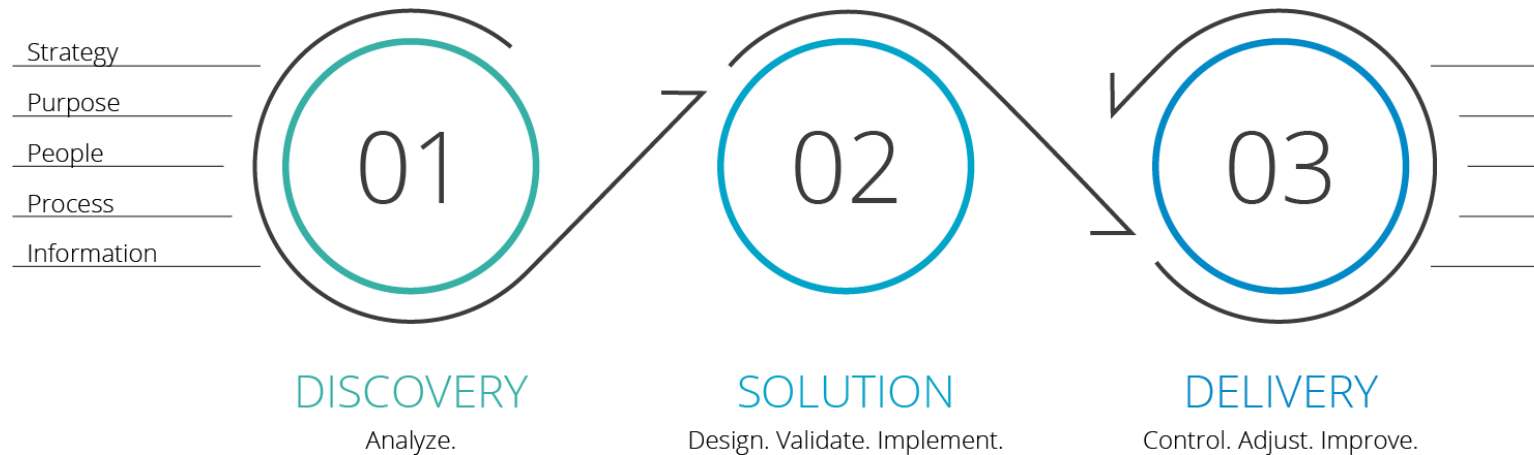 Strategy
Purpose
People
Process
Information
01
02
03
DISCOVERY
Analyze.
SOLUTION
Design. Validate. Implement.
DELIVERY
Control. Adjust. Improve.